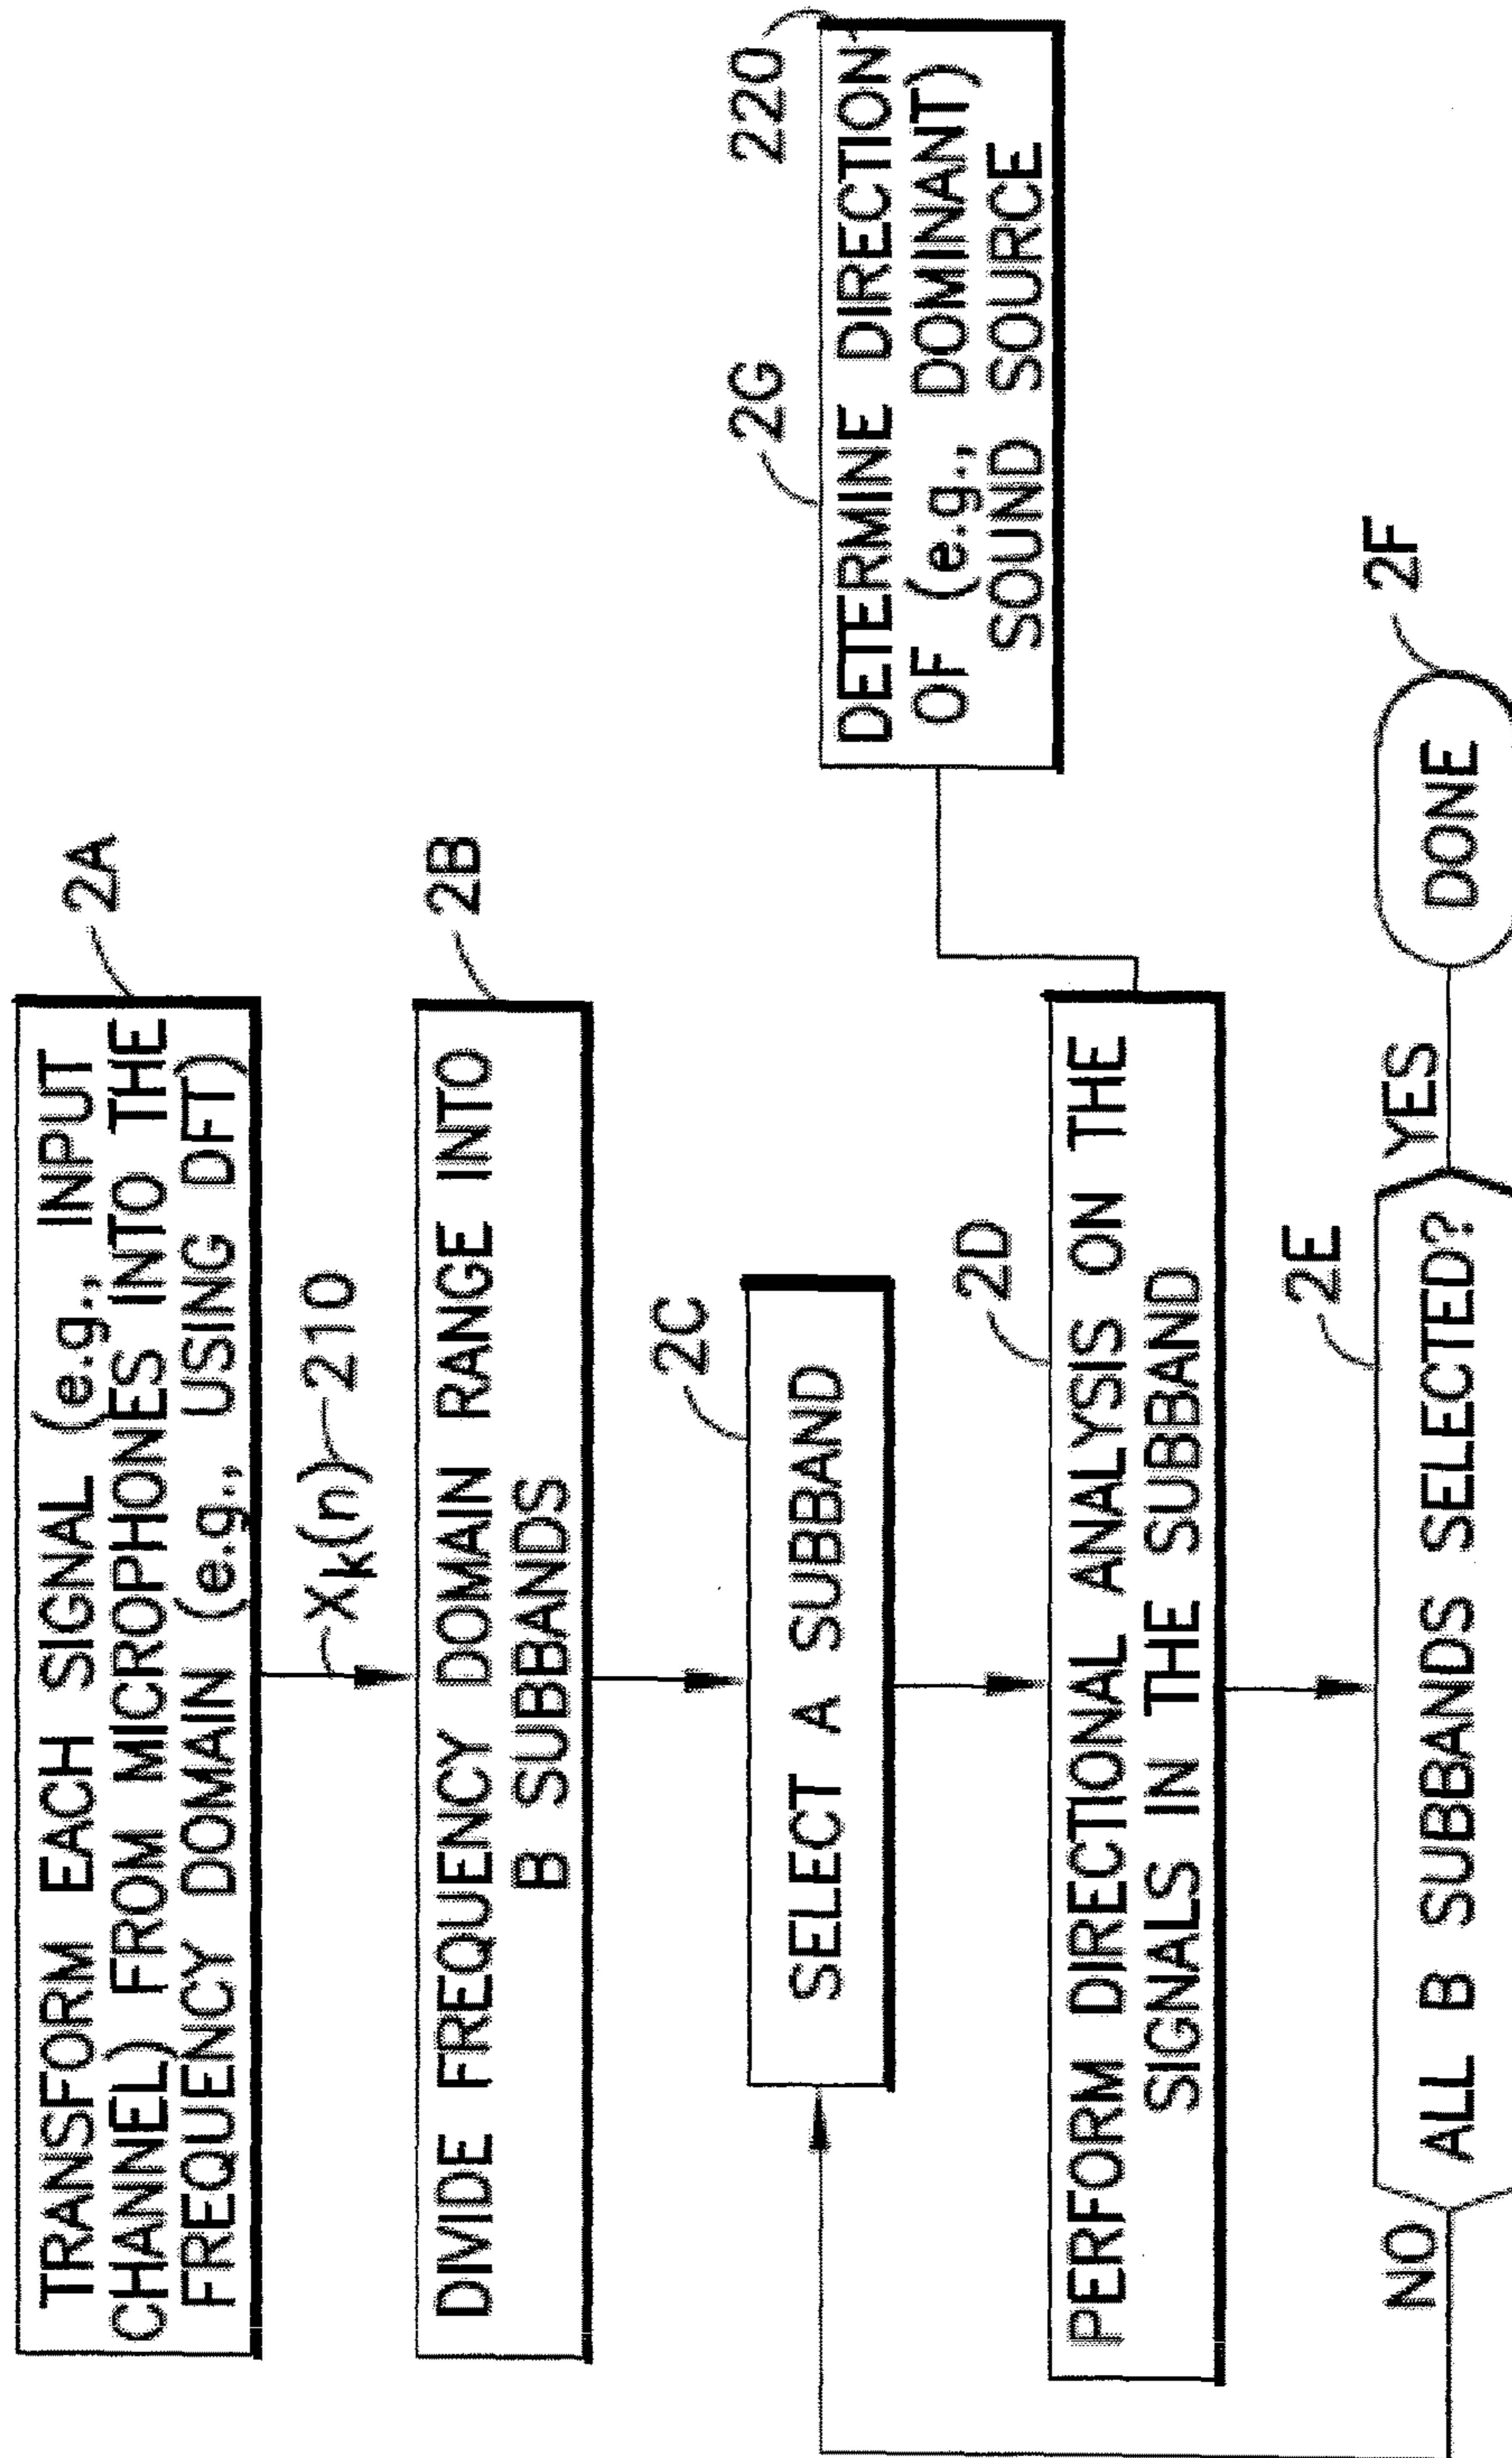 TRANSFORM EACH SIGNAL (e.g., INPUT
CHANNEL) FROM MICROPHONES INTO THE
FREQUENCY DOMAIN (e.g., USING DFT)
2A
Xk(n) 210
DIVIDE FREQUENCY DOMAIN RANGE INTO
B SUBBANDS
2B
2C
SELECT A SUBBAND
2D
PERFORM DIRECTIONAL ANALYSIS ON THE
SIGNALS IN THE SUBBAND
2G
220
DETERMINE DIRECTION
OF (e.g., DOMINANT)
SOUND SOURCE
2E
NO
ALL B SUBBANDS SELECTED?
YES
DONE
2F